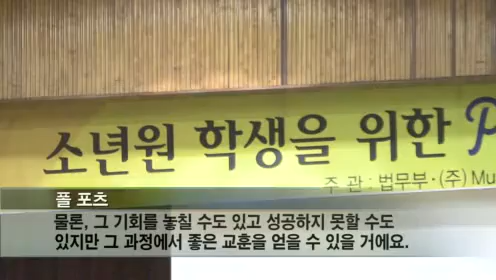 소년원 학생을 위한 P
주 관 : 법무부 · (주) Mu
폴 포츠
물론, 그 기회를 놓칠 수도 있고 성공하지 못할 수도
있지만 그 과정에서 좋은 교훈을 얻을 수 있을 거에요.